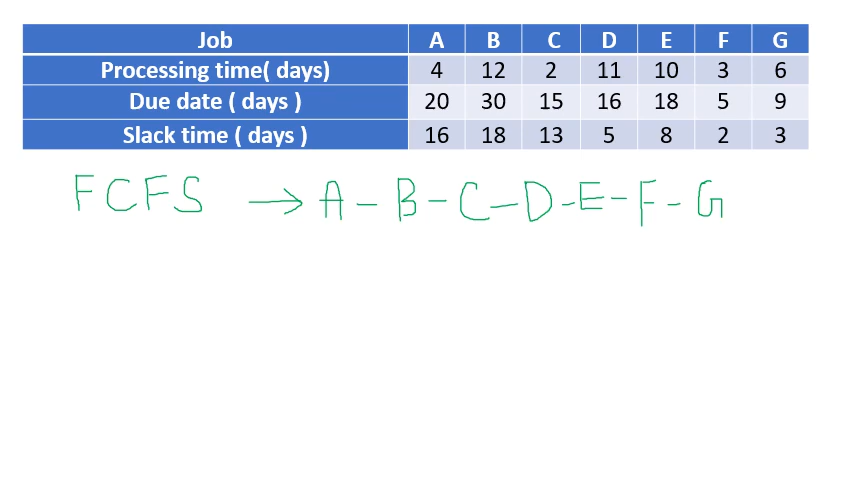 Job A B C D E F G
Processing time( days) 4 12 2 11 10 3 6
Due date ( days ) 20 30 15 16 18 5 9
Slack time ( days ) 16 18 13 5 8 2 3
FCFS → A - B - C - D - E - F - G